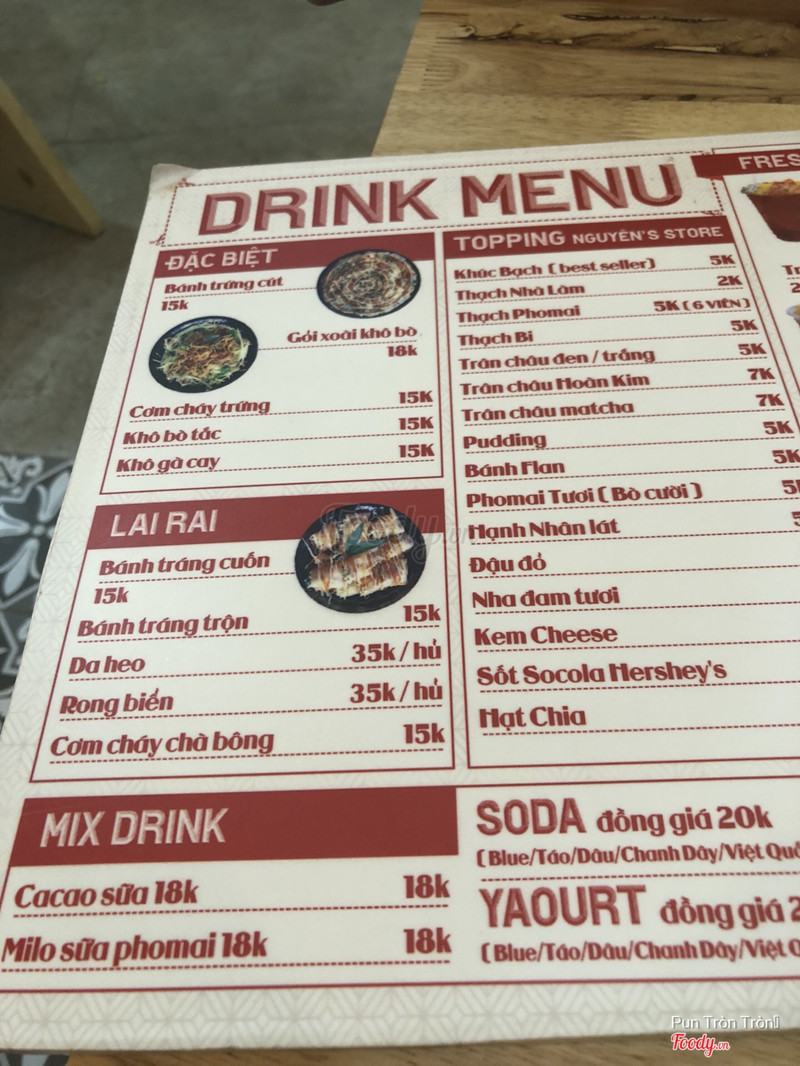 DRINK MENU
ĐẶC BIỆT
Bánh trứng cút
15k
Gỏi xoài khô bò
18k
Cơm cháy trứng 15K
Khô bò tắc 15K
Khô gà cay 15K
LAI RAI
Bánh tráng cuốn
15k
Bánh tráng trộn 15k
Da heo 35k / hủ
Rong biển 35k / hủ
Cơm cháy chà bông 15k
TOPPING NGUYÊN'S STORE
Khúc Bạch ( best seller) 5K
Thạch Nhà Làm 2K
Thạch Phomai 5K ( 6 VIÊN )
Thạch Bi 5K
Trân châu đen / trắng 5K
Trân châu Hoàn Kim 7K
Trân châu matcha 7K
Pudding 5K
Bánh Flan 5K
Phomai Tươi ( Bò cười )
Hạnh Nhân lát
Đậu đỏ
Nha đam tươi
Kem Cheese
Sốt Socola Hershey's
Hạt Chia
FRES
MIX DRINK
Cacao sữa 18k 18k
Milo sữa phomai 18k 18k
SODA đồng giá 20k
( Blue/Táo/Dâu/Chanh Dây/Việt
YAOURT đồng giá
( Blue/Táo/Dâu/Chanh Dây/Việt
Pun Tròn Tròn
Foody.vn